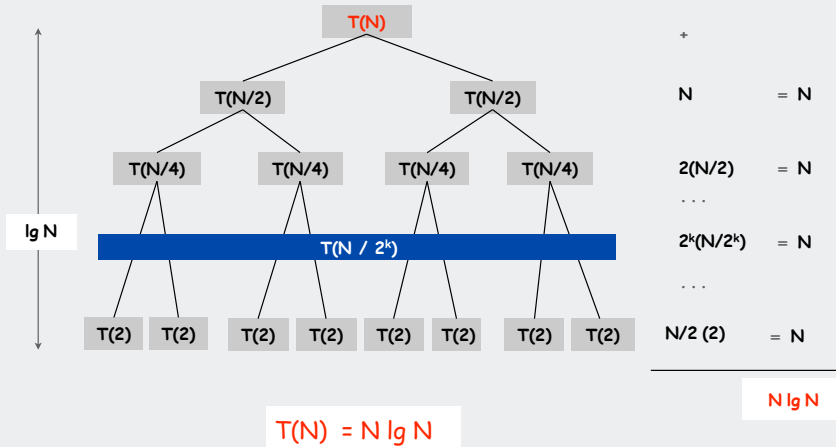 T(N)
+
T(N/2) T(N/2) N = N
T(N/4) T(N/4) T(N/4) T(N/4) 2(N/2) = N
...
lg N
T(N / 2ᵏ) 2ᵏ(N/2ᵏ) = N
...
T(2) T(2) T(2) T(2) T(2) T(2) T(2) T(2) N/2 (2) = N
N lg N
T(N) = N lg N